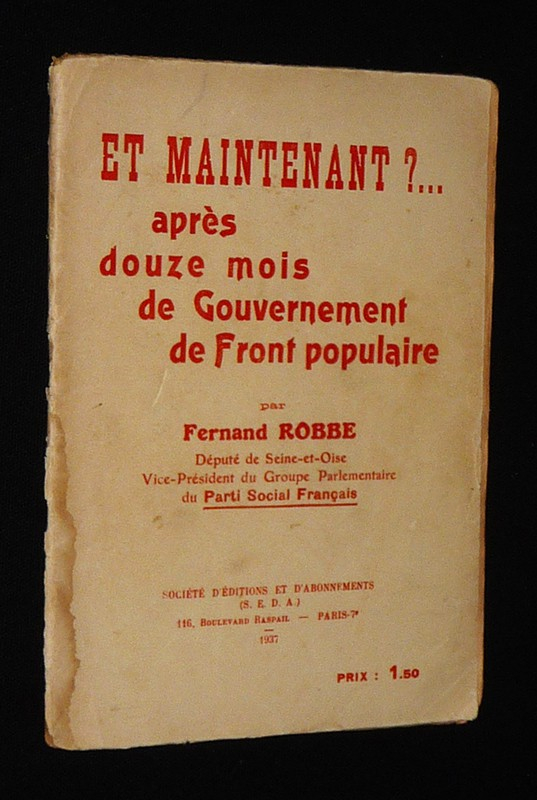 ET MAINTENANT ?...
après
douze mois
de Gouvernement
de Front populaire
par
Fernand ROBBE
Député de Seine-et-Oise
Vice-Président du Groupe Parlementaire
du Parti Social Français
SOCIÉTÉ D'ÉDITIONS ET D'ABONNEMENTS
(S. E. D. A.)
116, BOULEVARD RASPAIL — PARIS-7e
1937
PRIX : 1.50